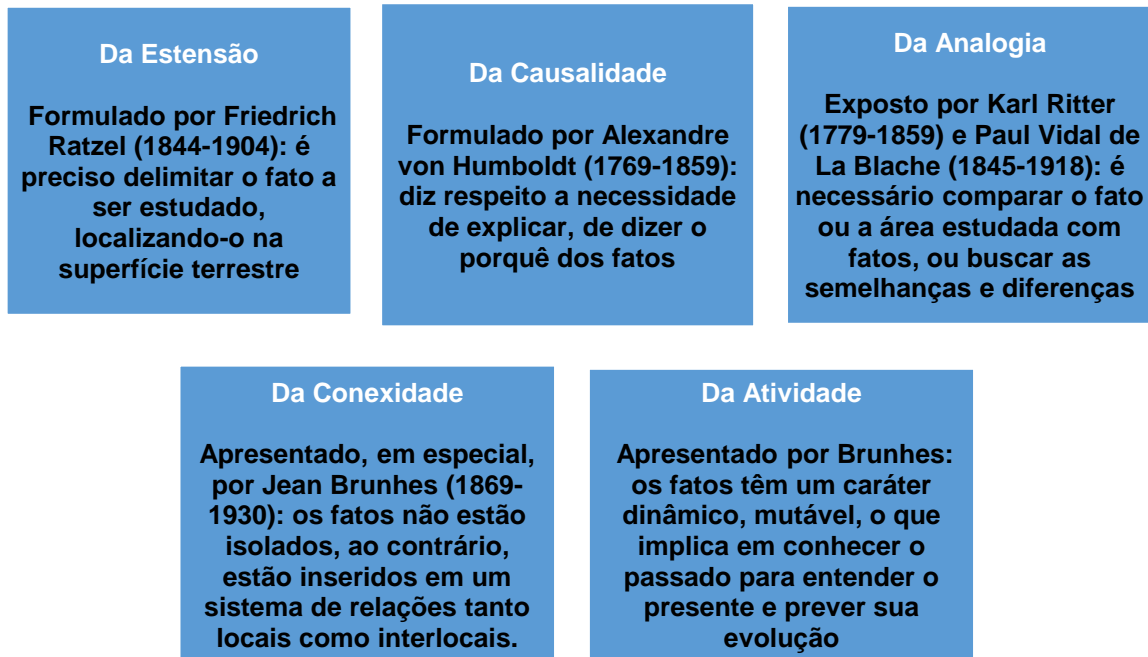 Da Estensão
Formulado por Friedrich
Ratzel (1844-1904): é
preciso delimitar o fato a
ser estudado,
localizando-o na
superfície terrestre
Da Causalidade
Formulado por Alexandre
von Humboldt (1769-1859):
diz respeito a necessidade
de explicar, de dizer o
porquê dos fatos
Da Analogia
Exposto por Karl Ritter
(1779-1859) e Paul Vidal de
La Blache (1845-1918): é
necessário comparar o fato
ou a área estudada com
fatos, ou buscar as
semelhanças e diferenças
Da Conexidade
Apresentado, em especial,
por Jean Brunhes (1869-
1930): os fatos não estão
isolados, ao contrário,
estão inseridos em um
sistema de relações tanto
locais como interlocais.
Da Atividade
Apresentado por Brunhes:
os fatos têm um caráter
dinâmico, mutável, o que
implica em conhecer o
passado para entender o
presente e prever sua
evolução